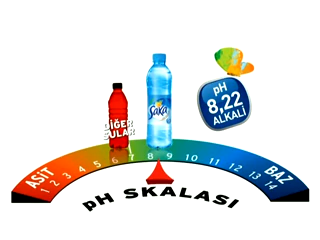 pH
8,22
ALKALİ
DİĞER
SULAR
Saka
ASİT 1 2 3 4 5 6 7 8 9 10 11 12 13 14 BAZ
pH SKALASI